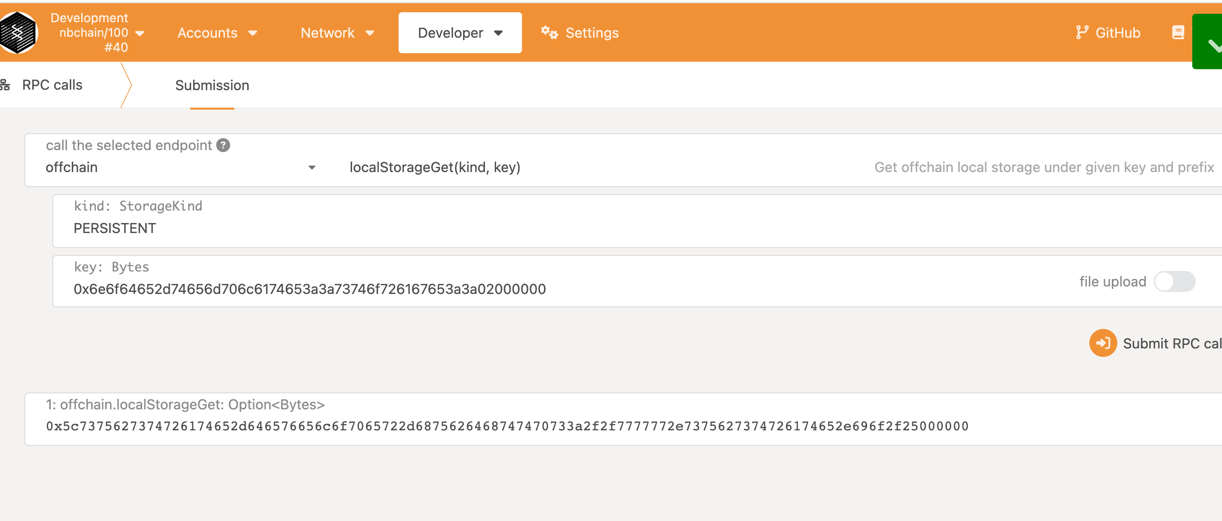 Development
nbchain/100
#40
Accounts
Network
Developer
Settings
GitHub
RPC calls
Submission
call the selected endpoint ?
offchain
localStorageGet(kind, key)
Get offchain local storage under given key and prefix
kind: StorageKind
PERSISTENT
key: Bytes
0x6e6f64652d74656d706c6174653a3a73746f726167653a3a02000000
file upload
Submit RPC cal
1: offchain.localStorageGet: Option<Bytes>
0x5c7375627374726174652d646576656c6f7065722d6875626468747470733a2f2f7777772e7375627374726174652e696f2f25000000